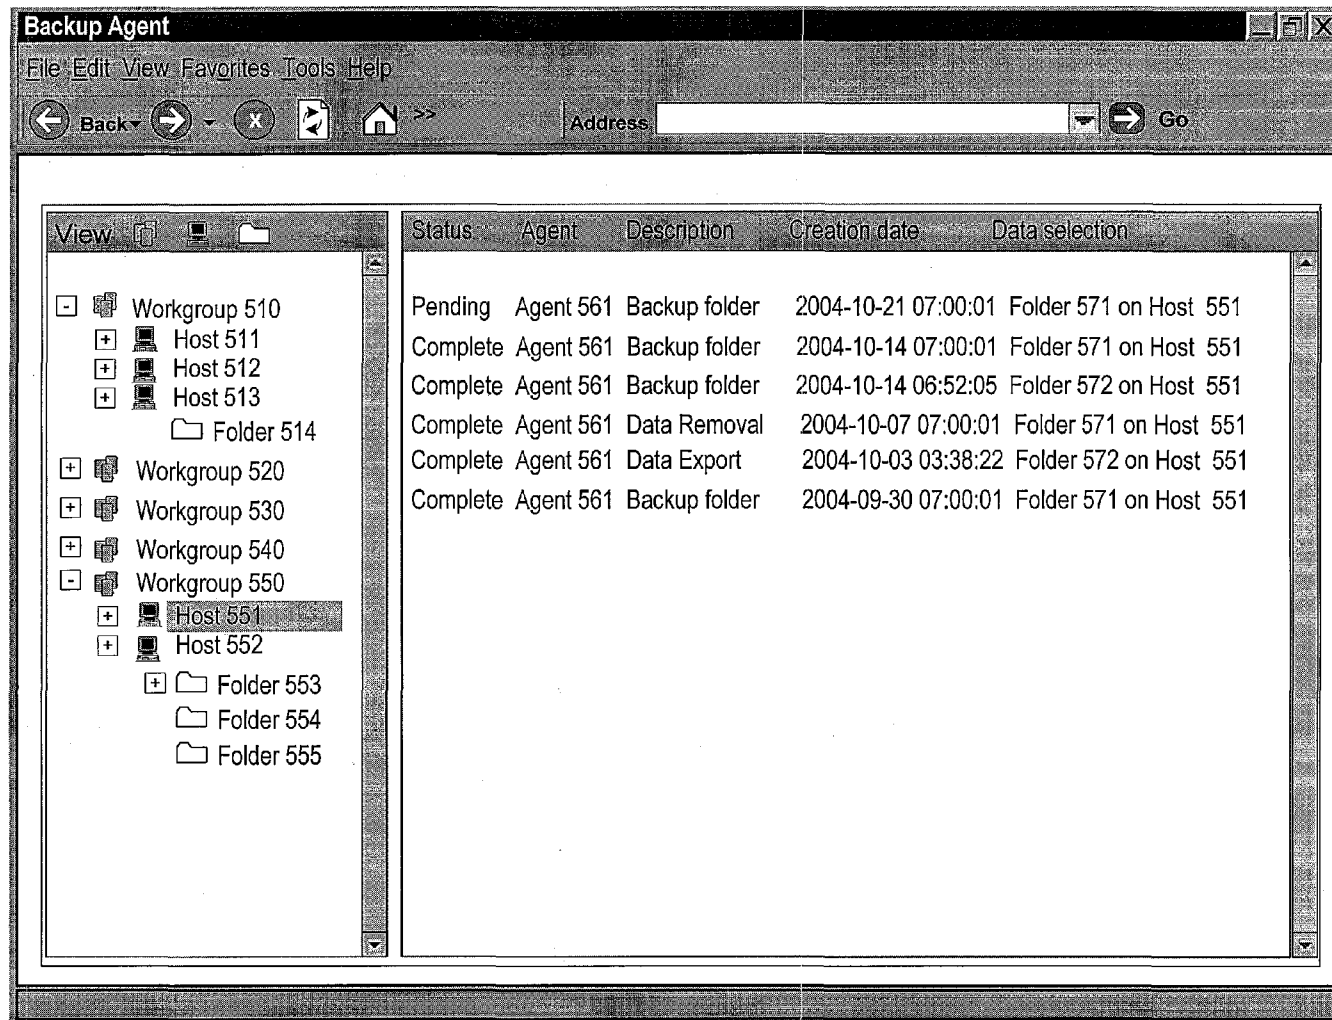 Backup Agent
File Edit View Favorites Tools Help
Back X >> Address Go
View
Workgroup 510
Host 511
Host 512
Host 513
Folder 514
Workgroup 520
Workgroup 530
Workgroup 540
Workgroup 550
Host 551
Host 552
Folder 553
Folder 554
Folder 555
Status Agent Description Creation date Data selection
Pending Agent 561 Backup folder 2004-10-21 07:00:01 Folder 571 on Host 551
Complete Agent 561 Backup folder 2004-10-14 07:00:01 Folder 571 on Host 551
Complete Agent 561 Backup folder 2004-10-14 06:52:05 Folder 572 on Host 551
Complete Agent 561 Data Removal 2004-10-07 07:00:01 Folder 571 on Host 551
Complete Agent 561 Data Export 2004-10-03 03:38:22 Folder 572 on Host 551
Complete Agent 561 Backup folder 2004-09-30 07:00:01 Folder 571 on Host 551